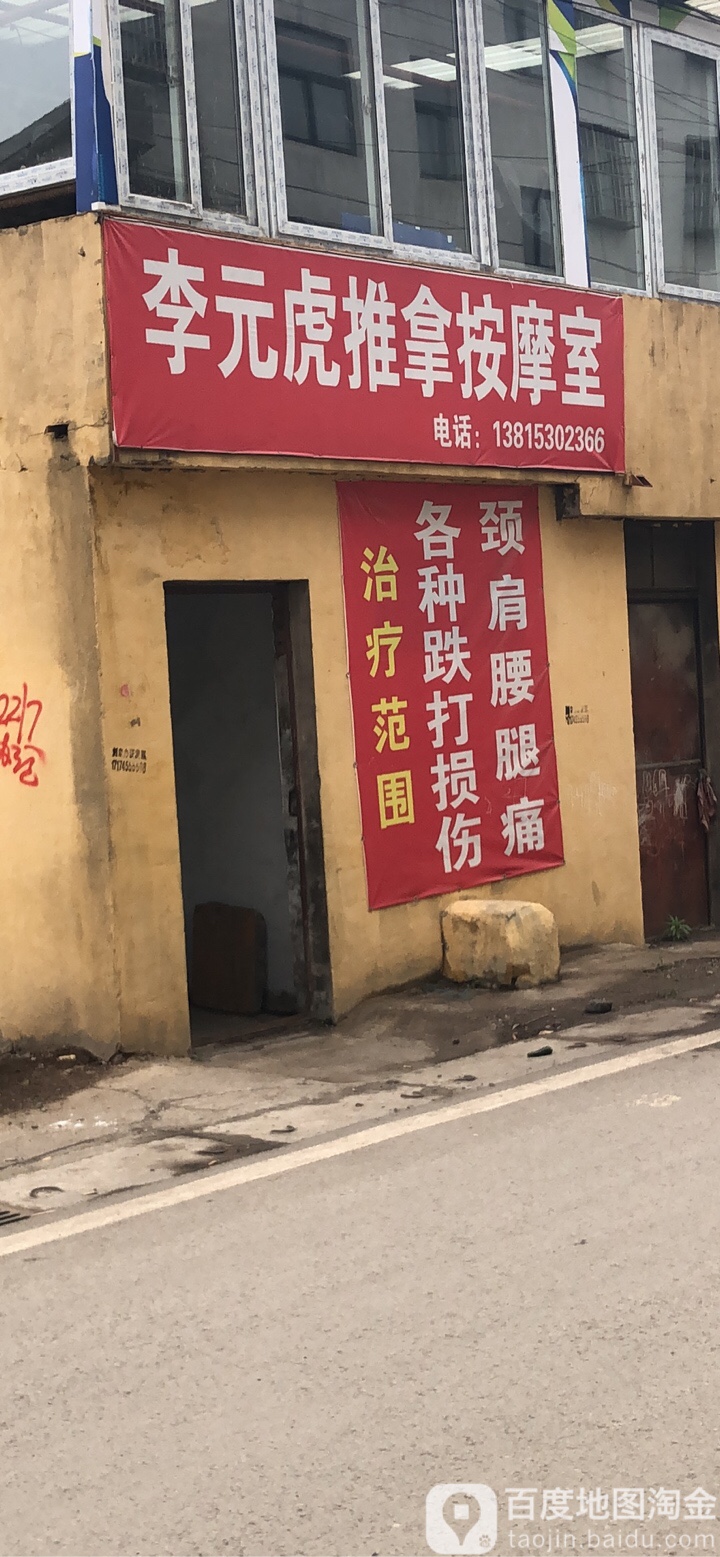 李元虎推拿按摩室
电话：13815302366
颈肩腰腿痛
各种跌打损伤
治疗范围
百度地图淘金
taojin.baidu.com